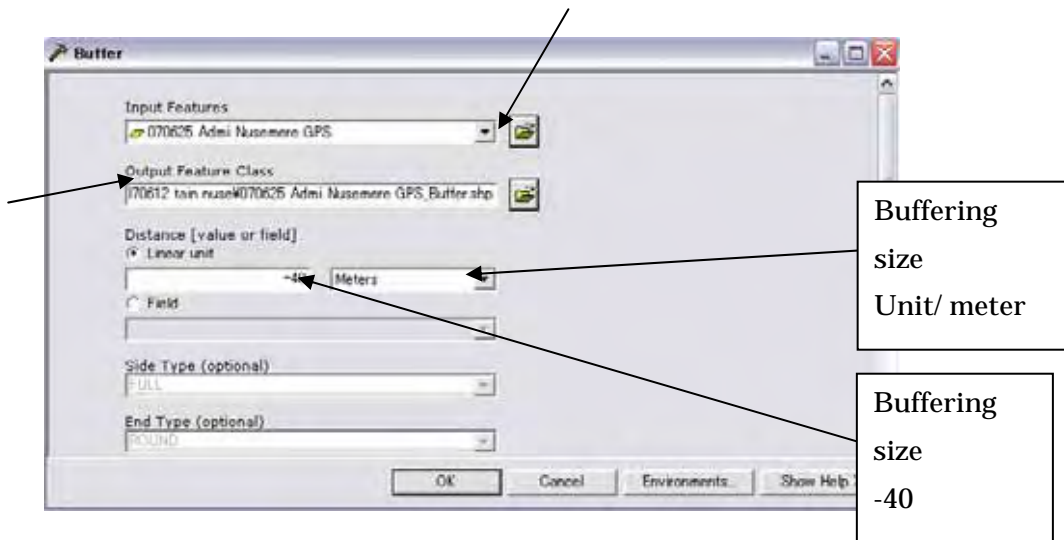 Buffer
Input Features
070625 Admi Nusemere GPS
Output Feature Class
170612 tain nuse¥070625 Admi Nusemere GPS_Buffer.shp
Distance [value or field]
Linear unit
-40 Meters
Field
Side Type (optional)
FULL
End Type (optional)
ROUND
OK Cancel Environments... Show Help
Buffering
size
Unit/ meter
Buffering
size
-40